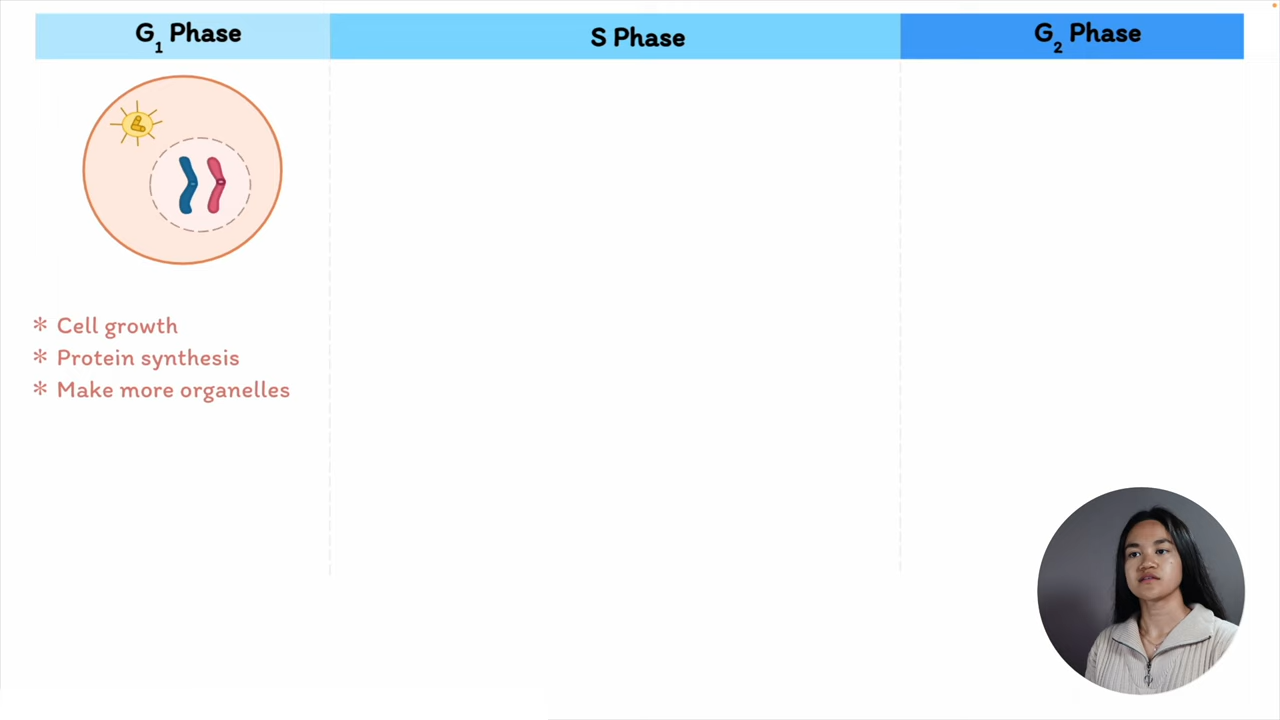 G₁ Phase
S Phase
G₂ Phase
* Cell growth
* Protein synthesis
* Make more organelles